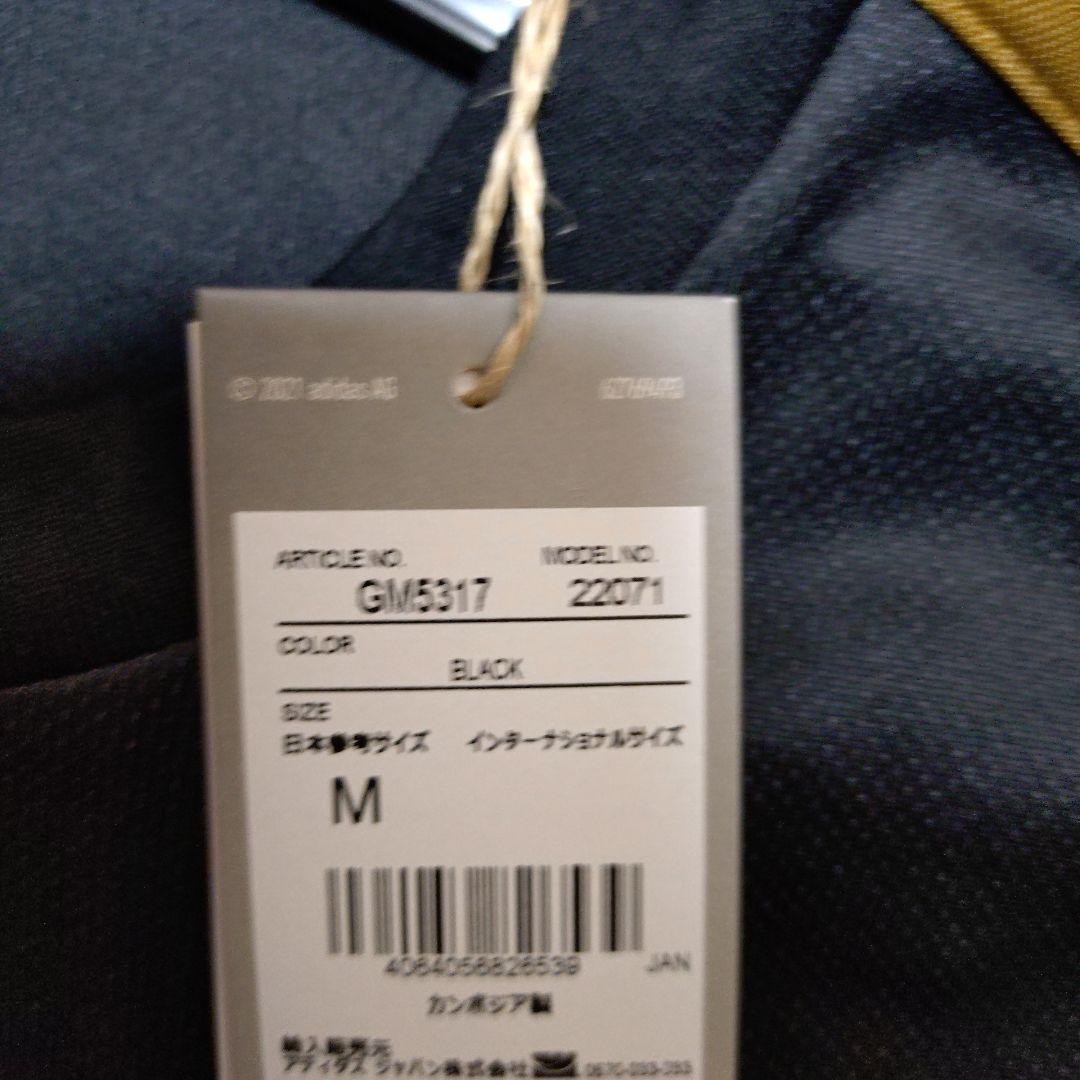 © 2021 adidas AG
ARTICLE NO. MODEL NO.
GM5317 22071
COLOR
BLACK
SIZE
日本参考サイズ インターナショナルサイズ
M
4064056826539 JAN
カンボジア製
輸入販売元
アディダス ジャパン株式会社 0570-033-033